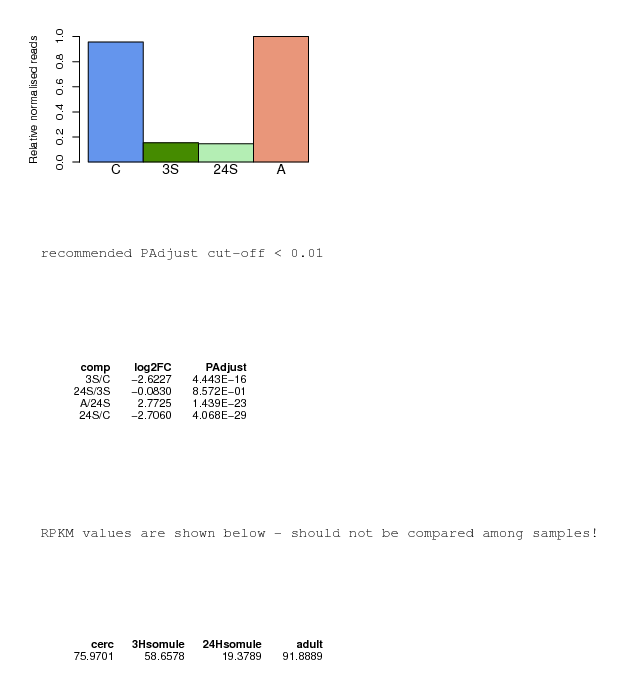 Relative normalised reads
1.0
0.8
0.6
0.4
0.2
0.0
C 3S 24S A
recommended PAdjust cut-off < 0.01
comp log2FC PAdjust
3S/C −2.6227 4.443E−16
24S/3S −0.0830 8.572E−01
A/24S 2.7725 1.439E−23
24S/C −2.7060 4.068E−29
RPKM values are shown below - should not be compared among samples!
cerc 3Hsomule 24Hsomule adult
75.9701 58.6578 19.3789 91.8889